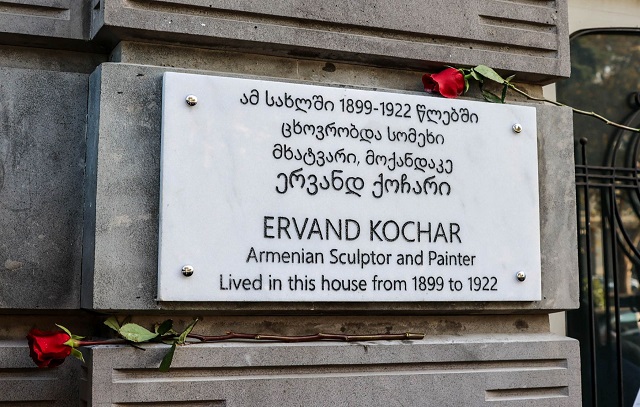 ამ სახლში 1899-1922 წლებში
ცხოვრობდა სომეხი
მხატვარი, მოქანდაკე
ერვანდ ქოჩარი
ERVAND KOCHAR
Armenian Sculptor and Painter
Lived in this house from 1899 to 1922